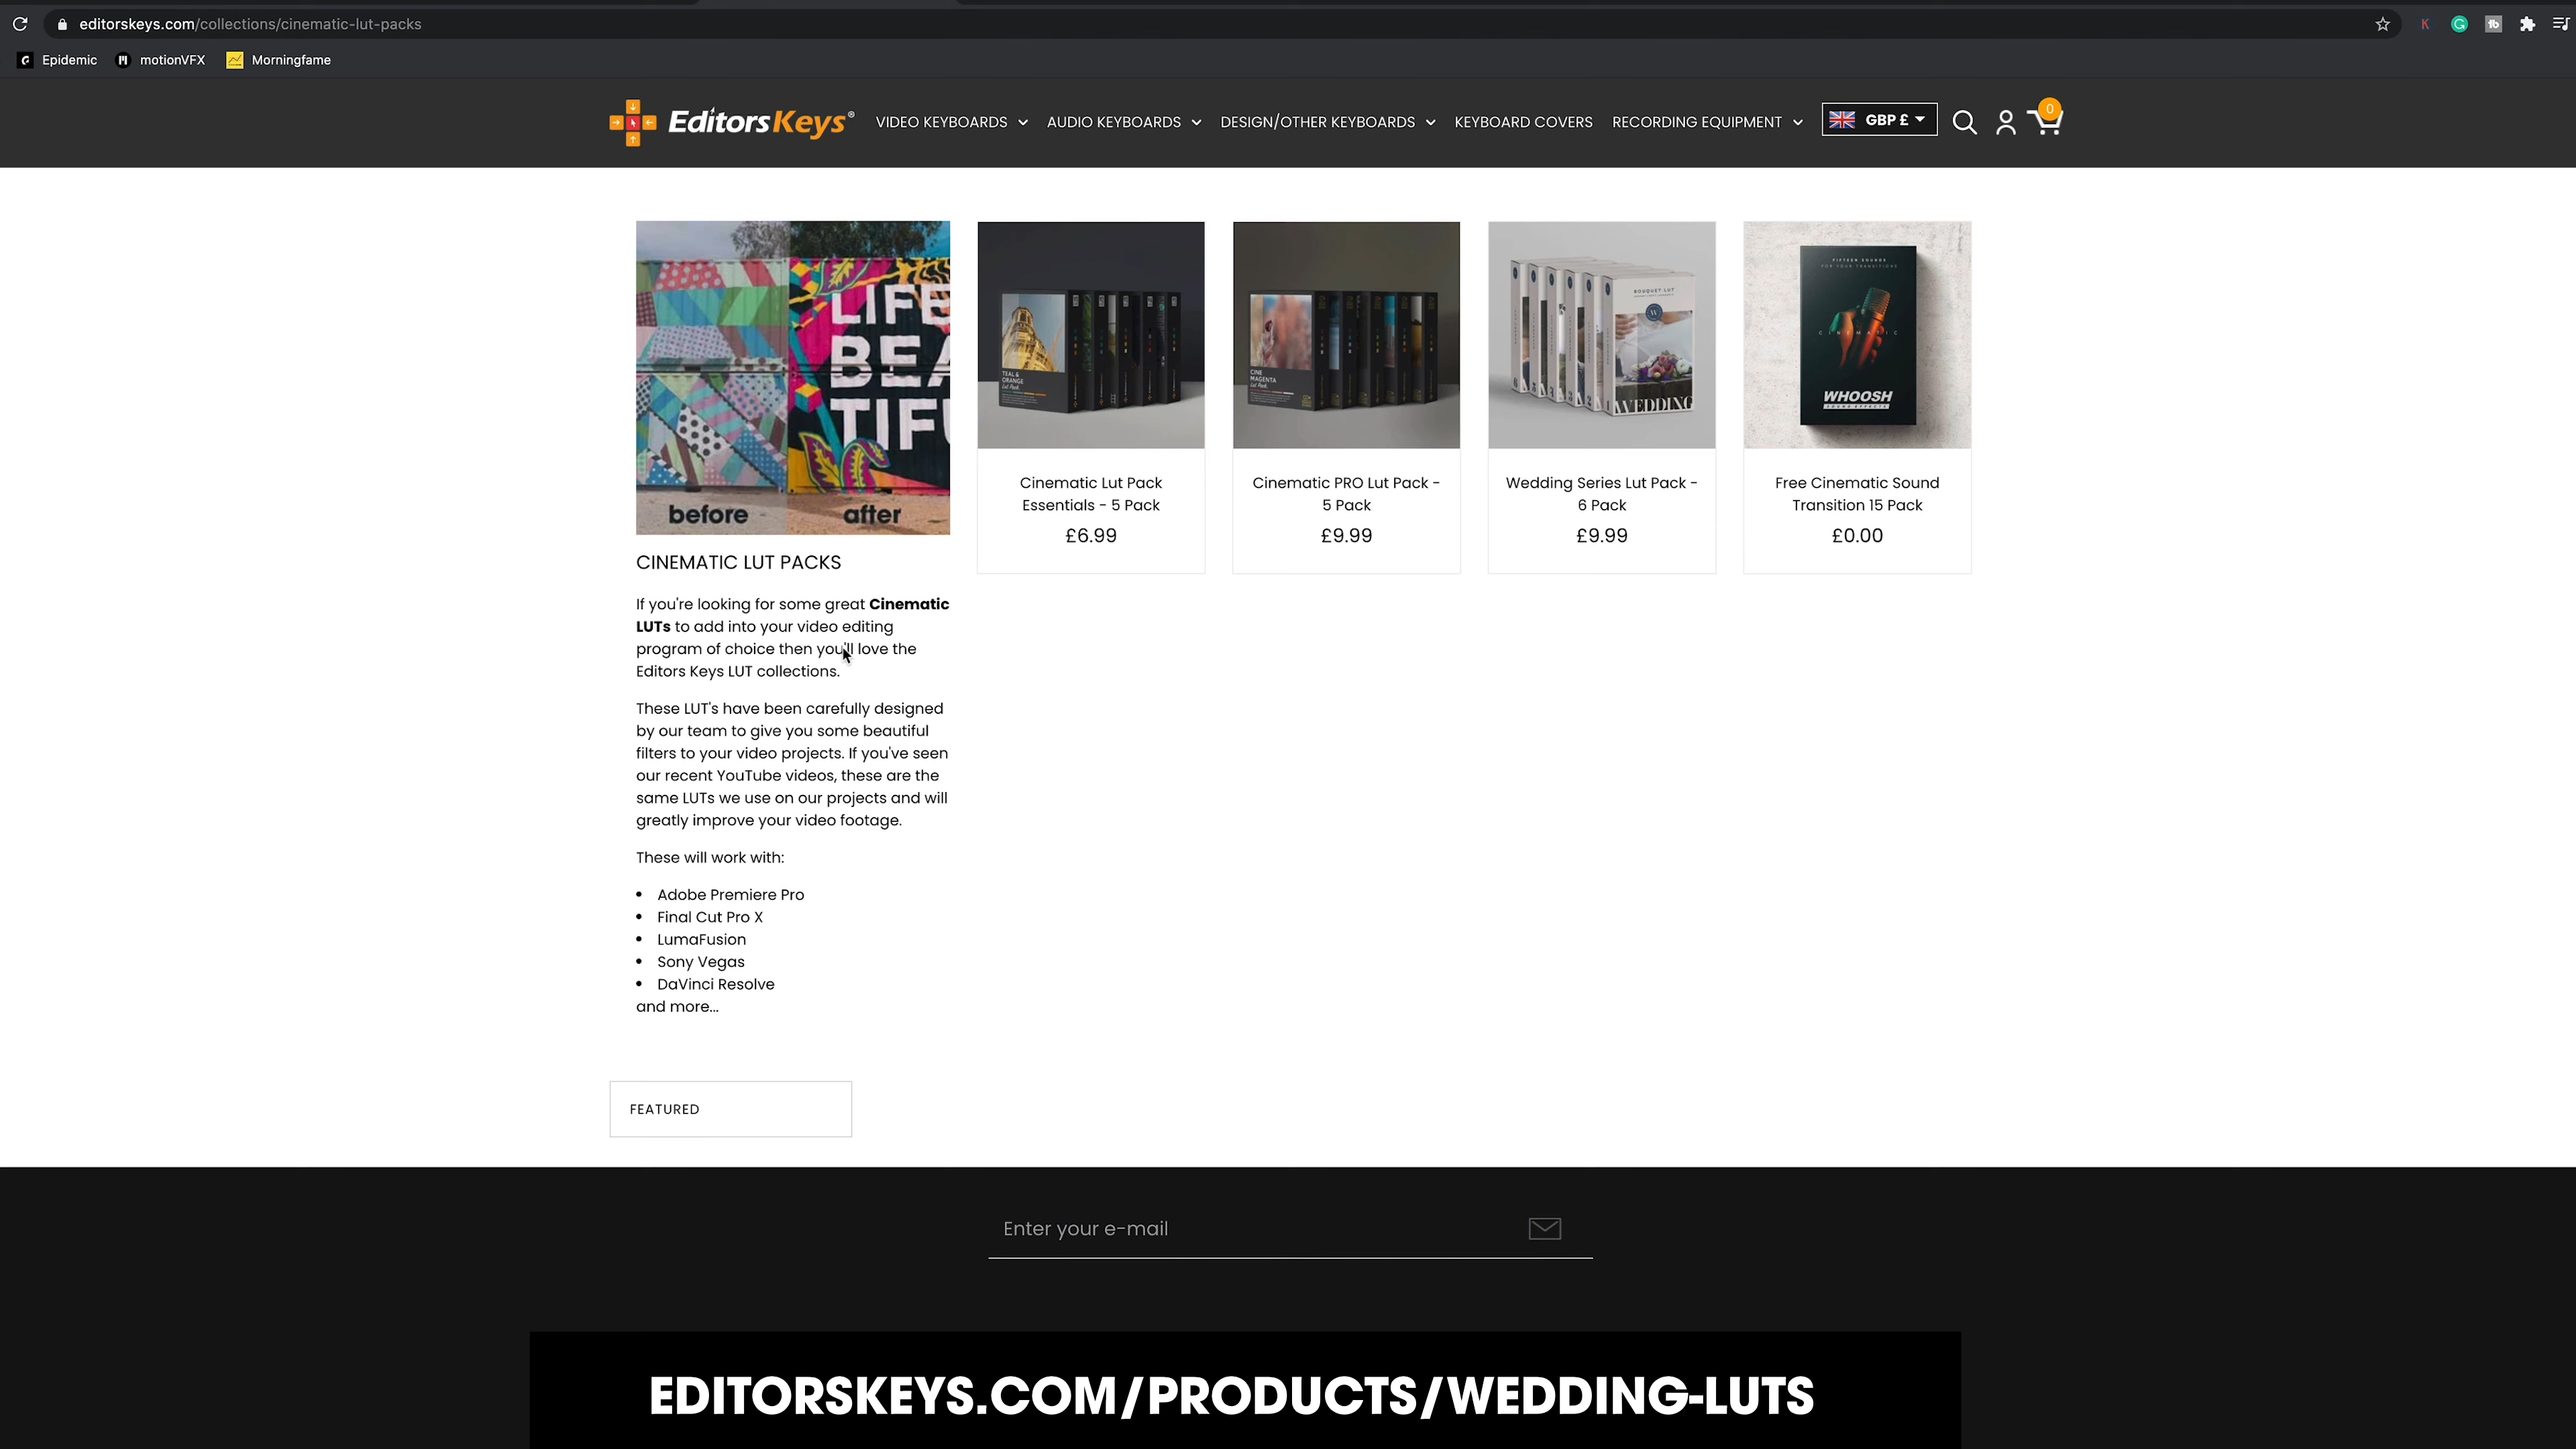 editorskeys.com/collections/cinematic-lut-packs
Epidemic motionVFX Morningfame
EditorsKeys®
VIDEO KEYBOARDS AUDIO KEYBOARDS DESIGN/OTHER KEYBOARDS KEYBOARD COVERS RECORDING EQUIPMENT
GBP £
0
LIFE
BEA
TIFU
before after
TEAL &
ORANGE
Lut Pack
CINE
MAGENTA
Lut Pack
BOUQUET LUT
W
WEDDING
FIFTEEN SOUNDS
FOR YOUR TRANSITIONS
CINEMATIC
WHOOSH
SOUND EFFECTS
Cinematic Lut Pack
Essentials - 5 Pack
£6.99
Cinematic PRO Lut Pack -
5 Pack
£9.99
Wedding Series Lut Pack -
6 Pack
£9.99
Free Cinematic Sound
Transition 15 Pack
£0.00
CINEMATIC LUT PACKS
If you're looking for some great Cinematic
LUTs to add into your video editing
program of choice then you'll love the
Editors Keys LUT collections.
These LUT's have been carefully designed
by our team to give you some beautiful
filters to your video projects. If you've seen
our recent YouTube videos, these are the
same LUTs we use on our projects and will
greatly improve your video footage.
These will work with:
• Adobe Premiere Pro
• Final Cut Pro X
• LumaFusion
• Sony Vegas
• DaVinci Resolve
and more...
FEATURED
Enter your e-mail
EDITORSKEYS.COM/PRODUCTS/WEDDING-LUTS